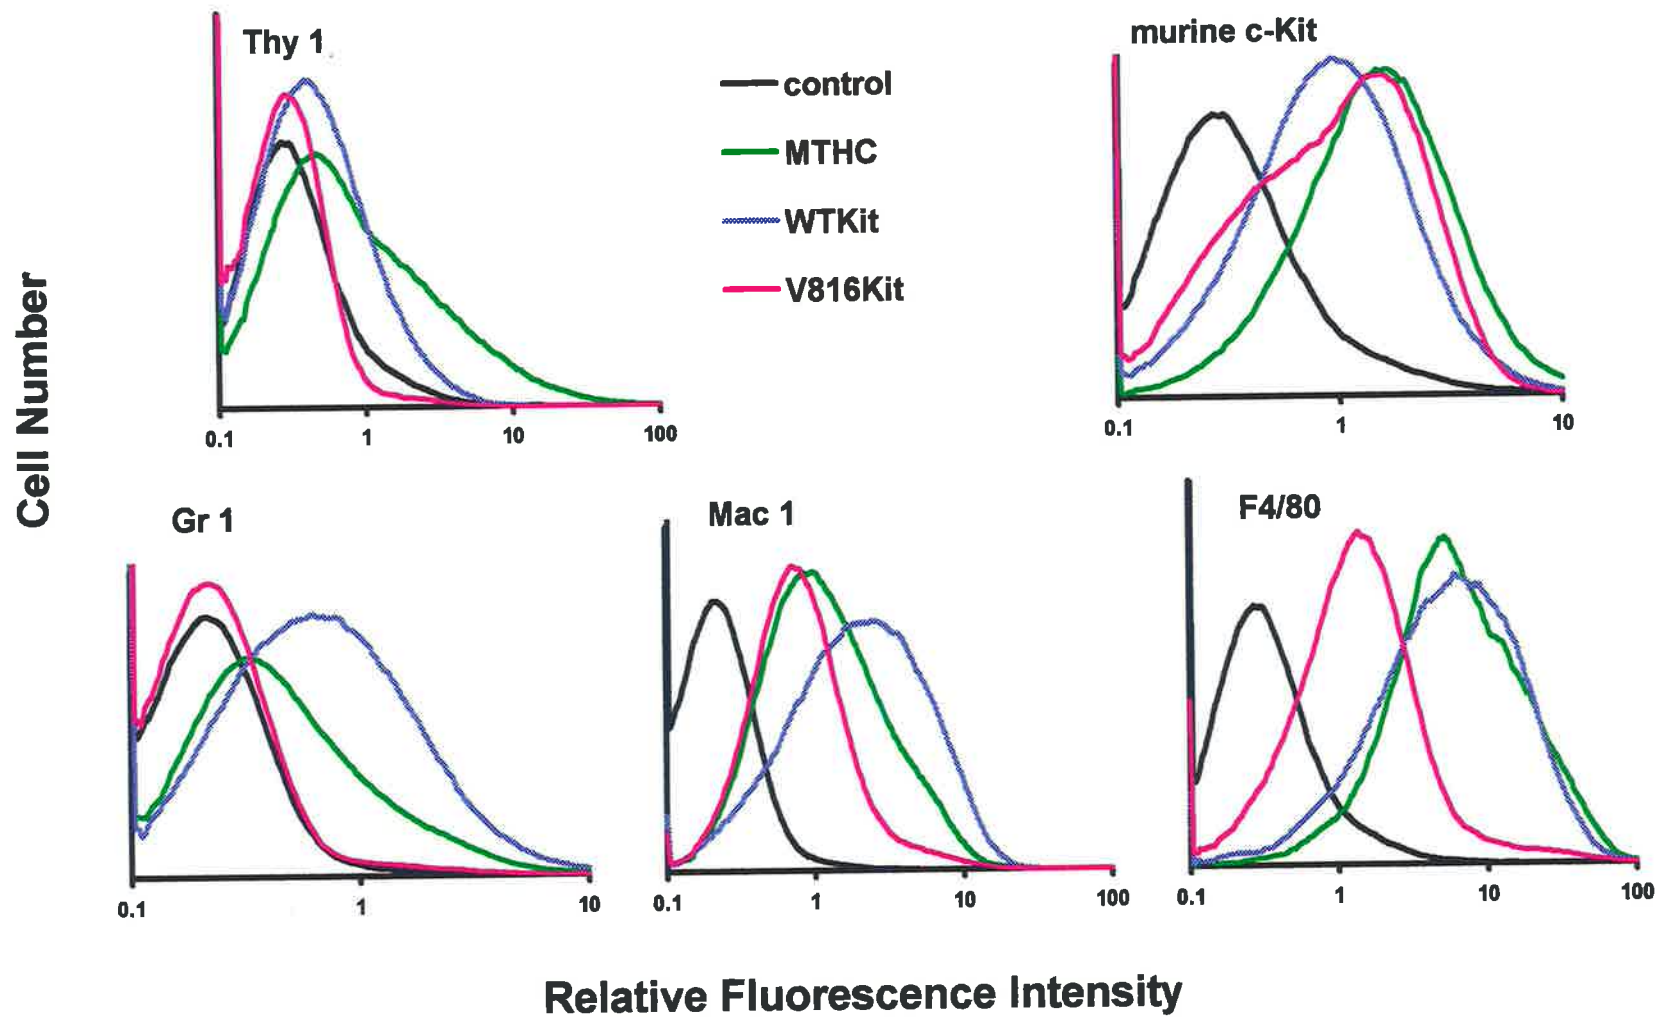 Thy 1
control
MTHC
WTKit
V816Kit
murine c-Kit
Cell Number
0.1 1 10 100
0.1 1 10
Gr 1
Mac 1
F4/80
0.1 1 10
0.1 1 10 100
0.1 1 10 100
Relative Fluorescence Intensity